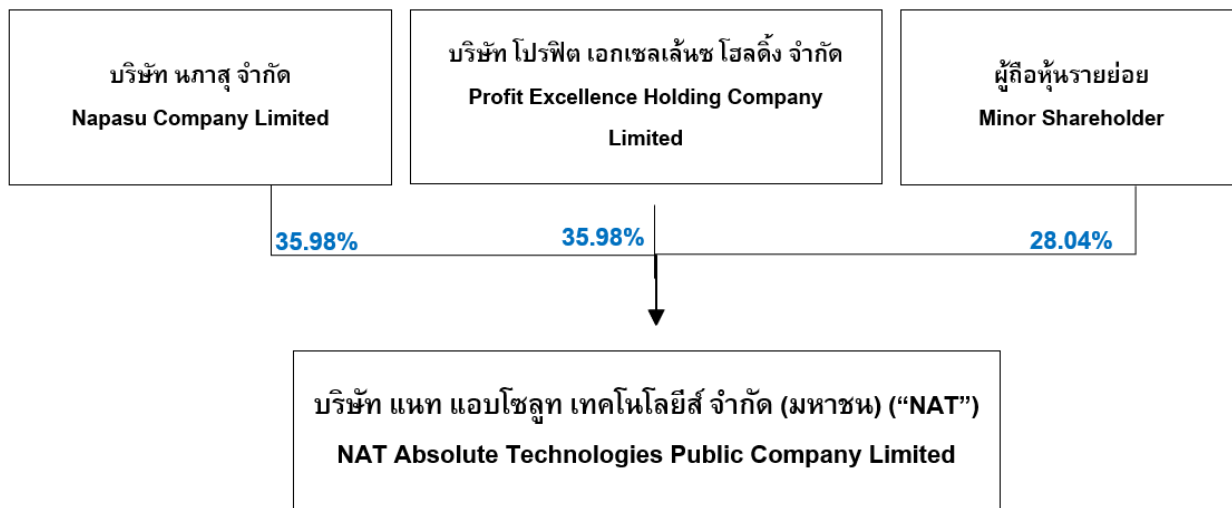 บริษัท นภาสุ จำกัด
Napasu Company Limited
บริษัท โปรฟิต เอกเซลเล้นซ โฮลดิ้ง จำกัด
Profit Excellence Holding Company
Limited
ผู้ถือหุ้นรายย่อย
Minor Shareholder
35.98%
35.98%
28.04%
บริษัท แนท แอบโซลูท เทคโนโลยีส์ จำกัด (มหาชน) (“NAT”)
NAT Absolute Technologies Public Company Limited